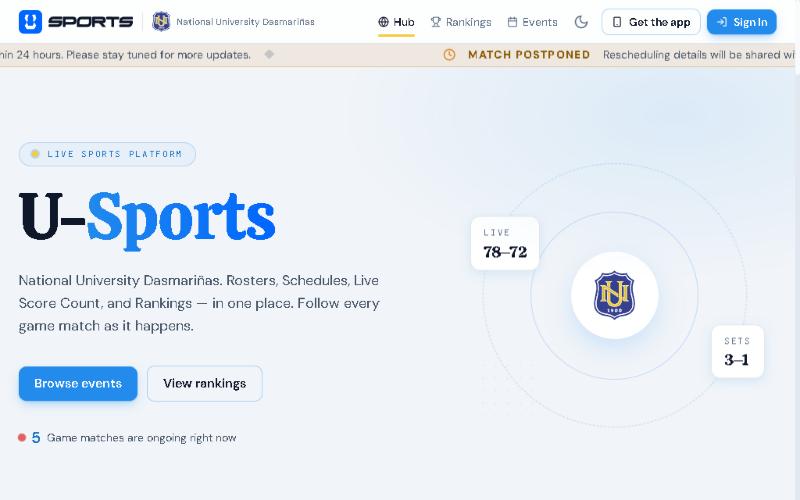 SPORTS
National University Dasmariñas
Hub
Rankings
Events
Get the app
Sign In
hin 24 hours. Please stay tuned for more updates.
MATCH POSTPONED
Rescheduling details will be shared wi
LIVE SPORTS PLATFORM
U-Sports
National University Dasmariñas. Rosters, Schedules, Live
Score Count, and Rankings — in one place. Follow every
game match as it happens.
Browse events
View rankings
5 Game matches are ongoing right now
LIVE
78–72
NU
1900
SETS
3–1